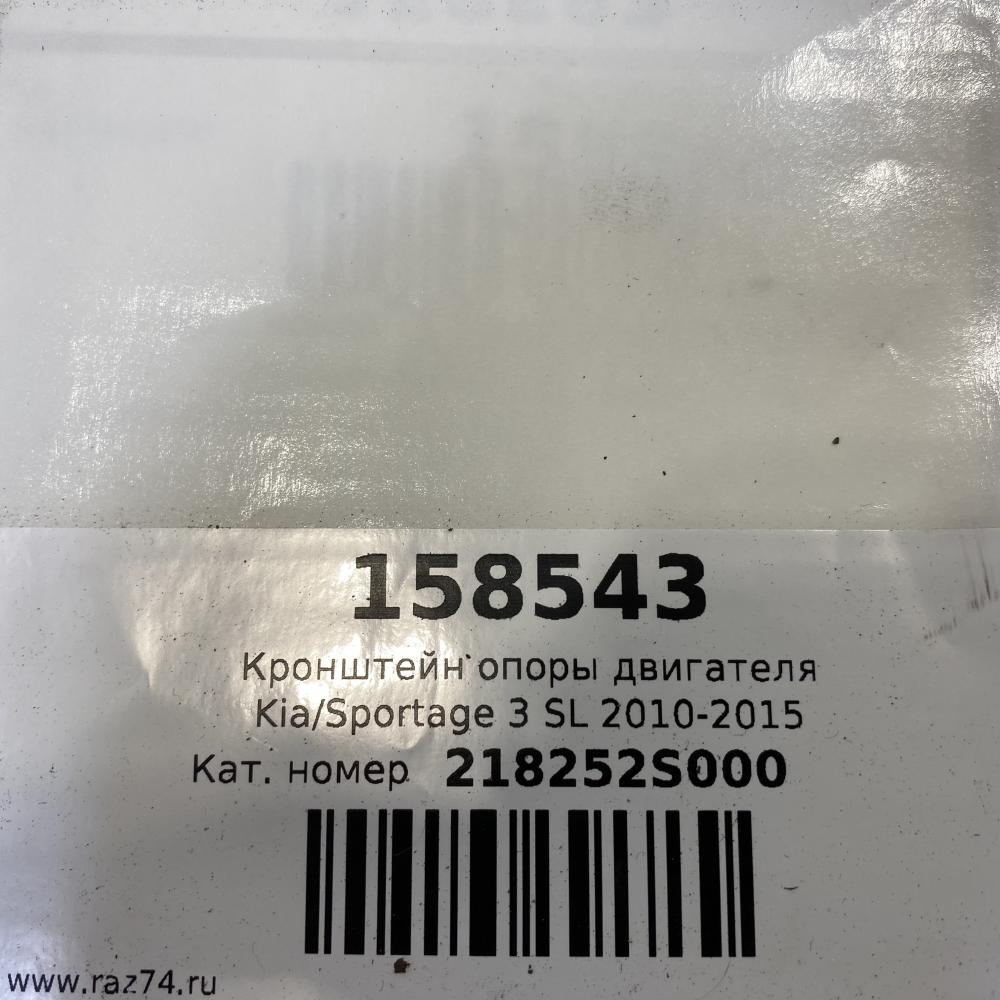 158543
Кронштейн опоры двигателя
Kia/Sportage 3 SL 2010-2015
Кат. номер 218252S000
www.raz74.ru